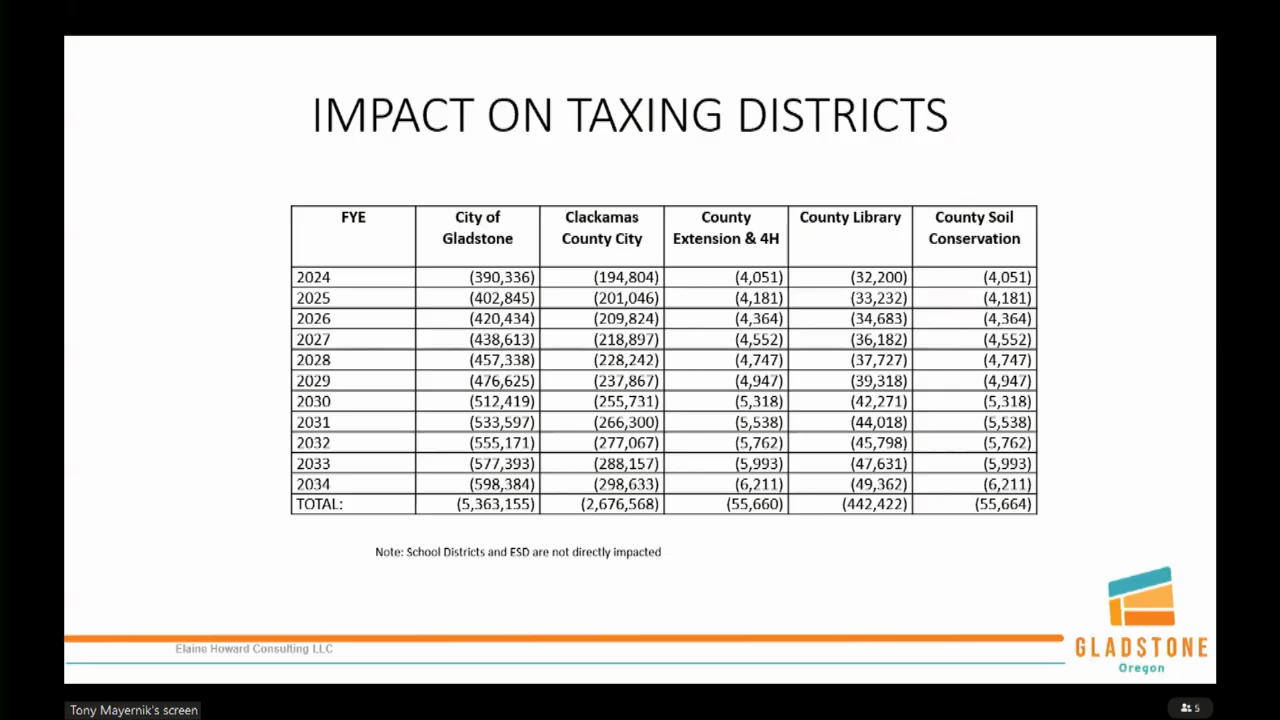 IMPACT ON TAXING DISTRICTS
FYE City of Gladstone Clackamas County City County Extension & 4H County Library County Soil Conservation
2024 (390,336) (194,804) (4,051) (32,200) (4,051)
2025 (402,845) (201,046) (4,181) (33,232) (4,181)
2026 (420,434) (209,824) (4,364) (34,683) (4,364)
2027 (438,613) (218,897) (4,552) (36,182) (4,552)
2028 (457,338) (228,242) (4,747) (37,727) (4,747)
2029 (476,625) (237,867) (4,947) (39,318) (4,947)
2030 (512,419) (255,731) (5,318) (42,271) (5,318)
2031 (533,597) (266,300) (5,538) (44,018) (5,538)
2032 (555,171) (277,067) (5,762) (45,798) (5,762)
2033 (577,393) (288,157) (5,993) (47,631) (5,993)
2034 (598,384) (298,633) (6,211) (49,362) (6,211)
TOTAL: (5,363,155) (2,676,568) (55,660) (442,422) (55,664)
Note: School Districts and ESD are not directly impacted
Elaine Howard Consulting LLC
GLADSTONE
Oregon
Tony Mayernik's screen
5